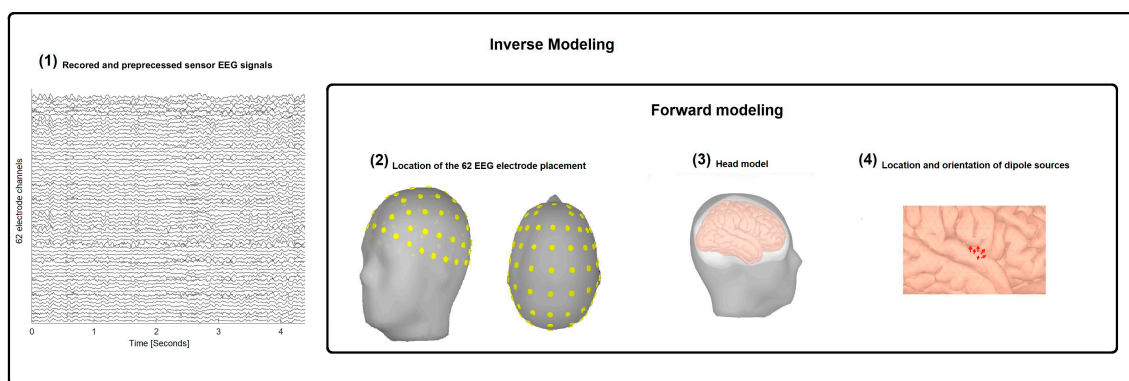 Inverse Modeling
(1) Recored and preprecessed sensor EEG signals
62 electrode channels
0 1 2 3 4
Time [Seconds]
Forward modeling
(2) Location of the 62 EEG electrode placement
(3) Head model
(4) Location and orientation of dipole sources